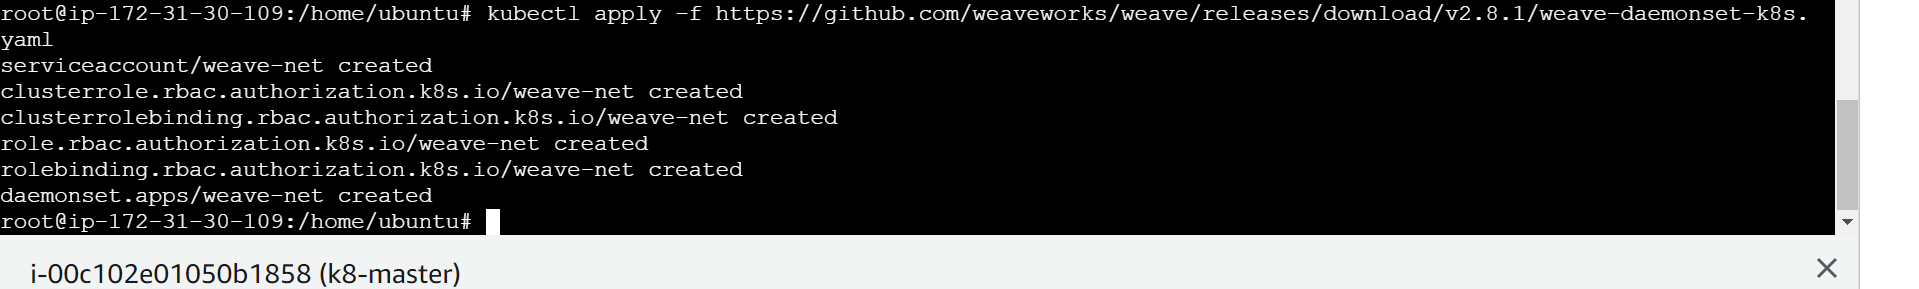 root@ip-172-31-30-109:/home/ubuntu# kubectl apply -f https://github.com/weaveworks/weave/releases/download/v2.8.1/weave-daemonset-k8s.
yaml
serviceaccount/weave-net created
clusterrole.rbac.authorization.k8s.io/weave-net created
clusterrolebinding.rbac.authorization.k8s.io/weave-net created
role.rbac.authorization.k8s.io/weave-net created
rolebinding.rbac.authorization.k8s.io/weave-net created
daemonset.apps/weave-net created
root@ip-172-31-30-109:/home/ubuntu#
i-00c102e01050b1858 (k8-master)